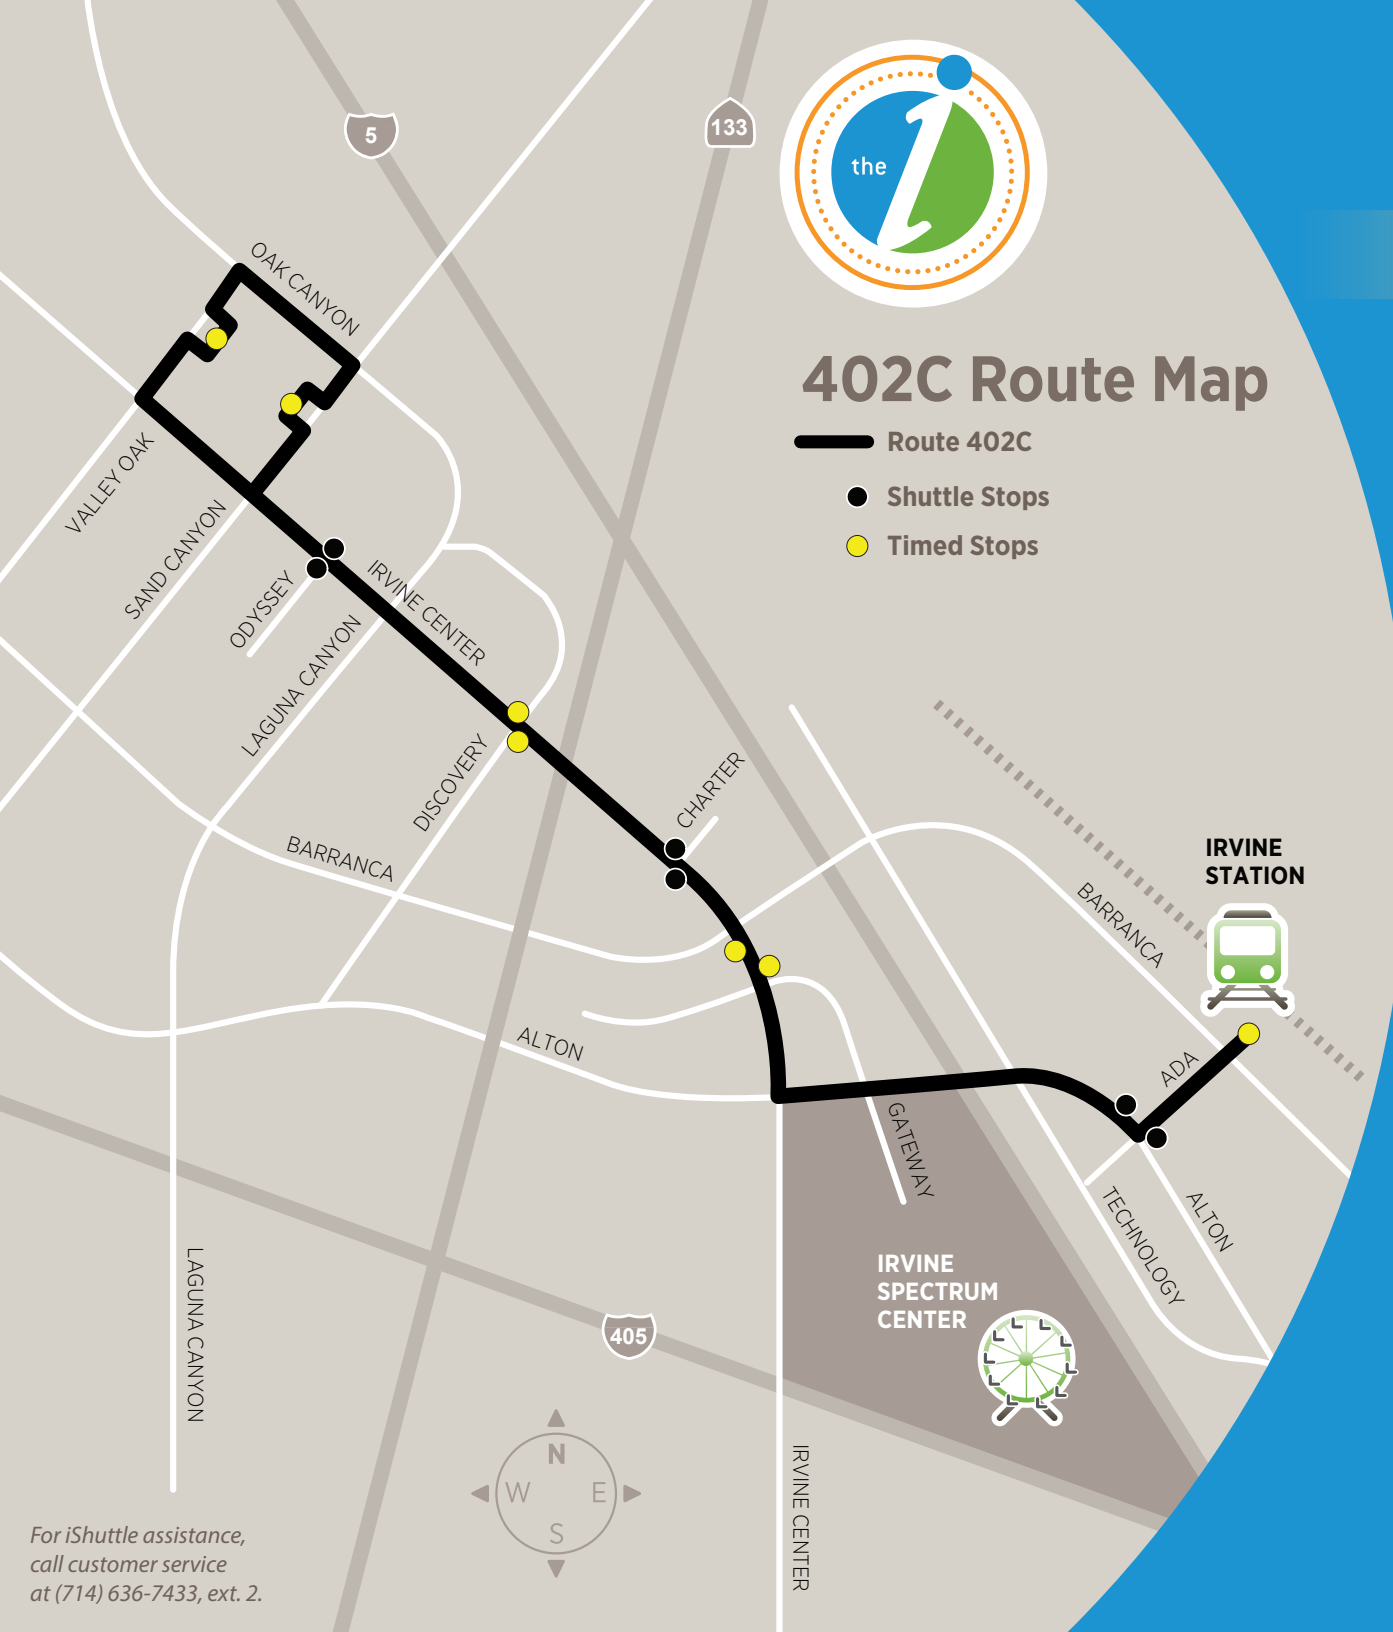 5
133
the
i
OAK CANYON
402C Route Map
Route 402C
Shuttle Stops
Timed Stops
VALLEY OAK
SAND CANYON
ODYSSEY
IRVINE CENTER
LAGUNA CANYON
DISCOVERY
CHARTER
BARRANCA
IRVINE
STATION
BARRANCA
ALTON
ADA
GATEWAY
TECHNOLOGY
ALTON
LAGUNA CANYON
IRVINE
SPECTRUM
CENTER
405
IRVINE CENTER
N
W E
S
For iShuttle assistance,
call customer service
at (714) 636-7433, ext. 2.